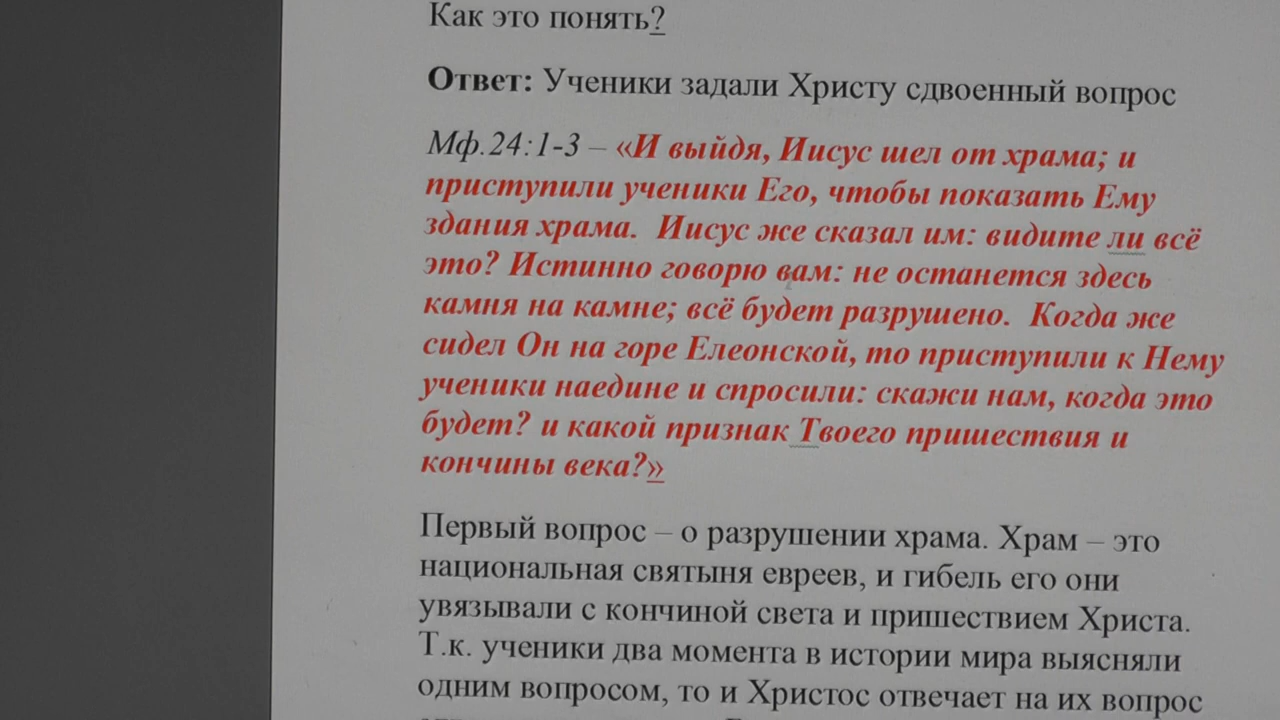 Как это понять?
Ответ: Ученики задали Христу сдвоенный вопрос
Мф.24:1-3 – «И выйдя, Иисус шел от храма; и
приступили ученики Его, чтобы показать Ему
здания храма. Иисус же сказал им: видите ли всё
это? Истинно говорю вам: не останется здесь
камня на камне; всё будет разрушено. Когда же
сидел Он на горе Елеонской, то приступили к Нему
ученики наедине и спросили: скажи нам, когда это
будет? и какой признак Твоего пришествия и
кончины века?»
Первый вопрос – о разрушении храма. Храм – это
национальная святыня евреев, и гибель его они
увязывали с кончиной света и пришествием Христа.
Т.к. ученики два момента в истории мира выясняли
одним вопросом, то и Христос отвечает на их вопрос